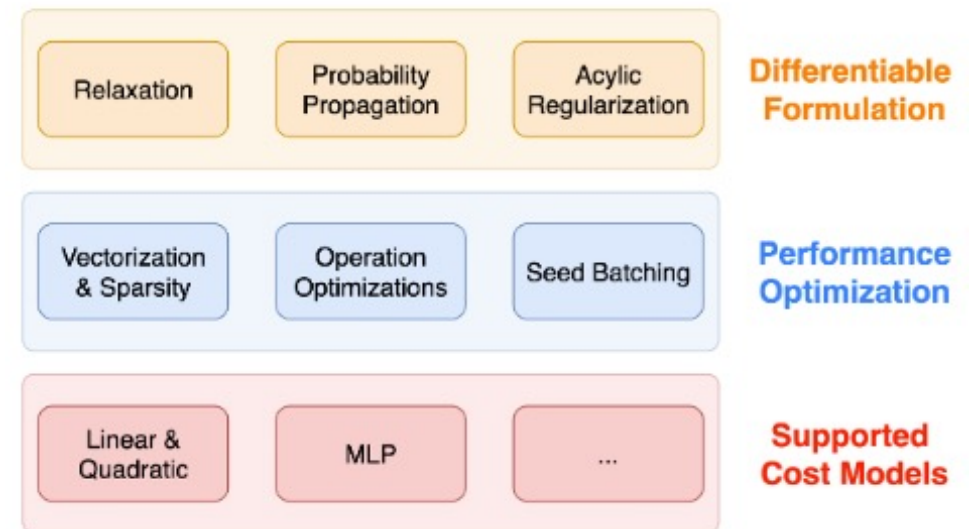 Relaxation
Probability
Propagation
Acylic
Regularization
Differentiable
Formulation
Vectorization
& Sparsity
Operation
Optimizations
Seed Batching
Performance
Optimization
Linear &
Quadratic
MLP
...
Supported
Cost Models